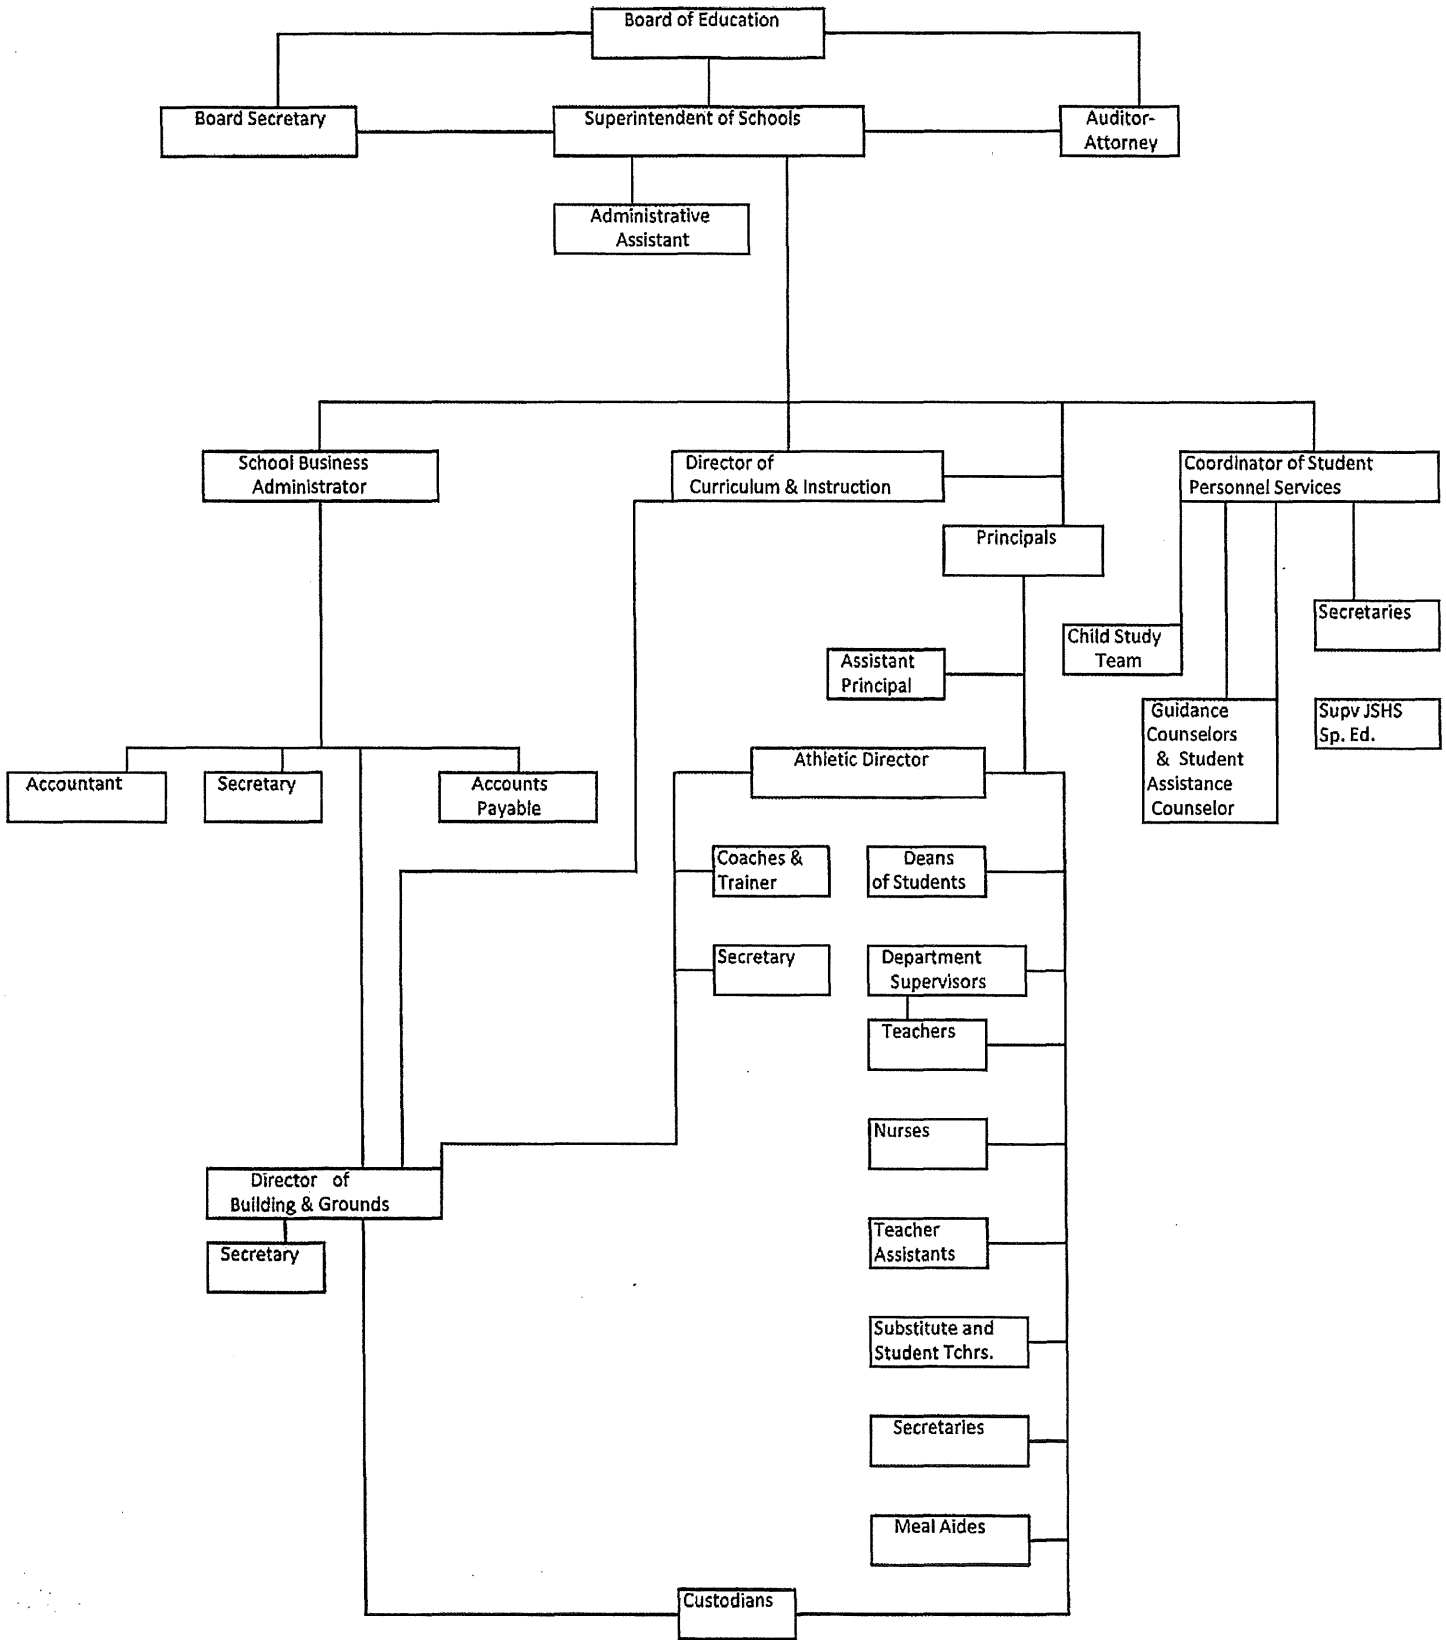 Board of Education
Board Secretary
Superintendent of Schools
Auditor-
Attorney
Administrative
Assistant
School Business
Administrator
Director of
Curriculum & Instruction
Coordinator of Student
Personnel Services
Principals
Secretaries
Child Study
Team
Assistant
Principal
Guidance
Counselors
& Student
Assistance
Counselor
Supv JSHS
Sp. Ed.
Athletic Director
Accountant
Secretary
Accounts
Payable
Coaches &
Trainer
Deans
of Students
Secretary
Department
Supervisors
Teachers
Nurses
Director of
Building & Grounds
Teacher
Assistants
Secretary
Substitute and
Student Tchrs.
Secretaries
Meal Aides
Custodians